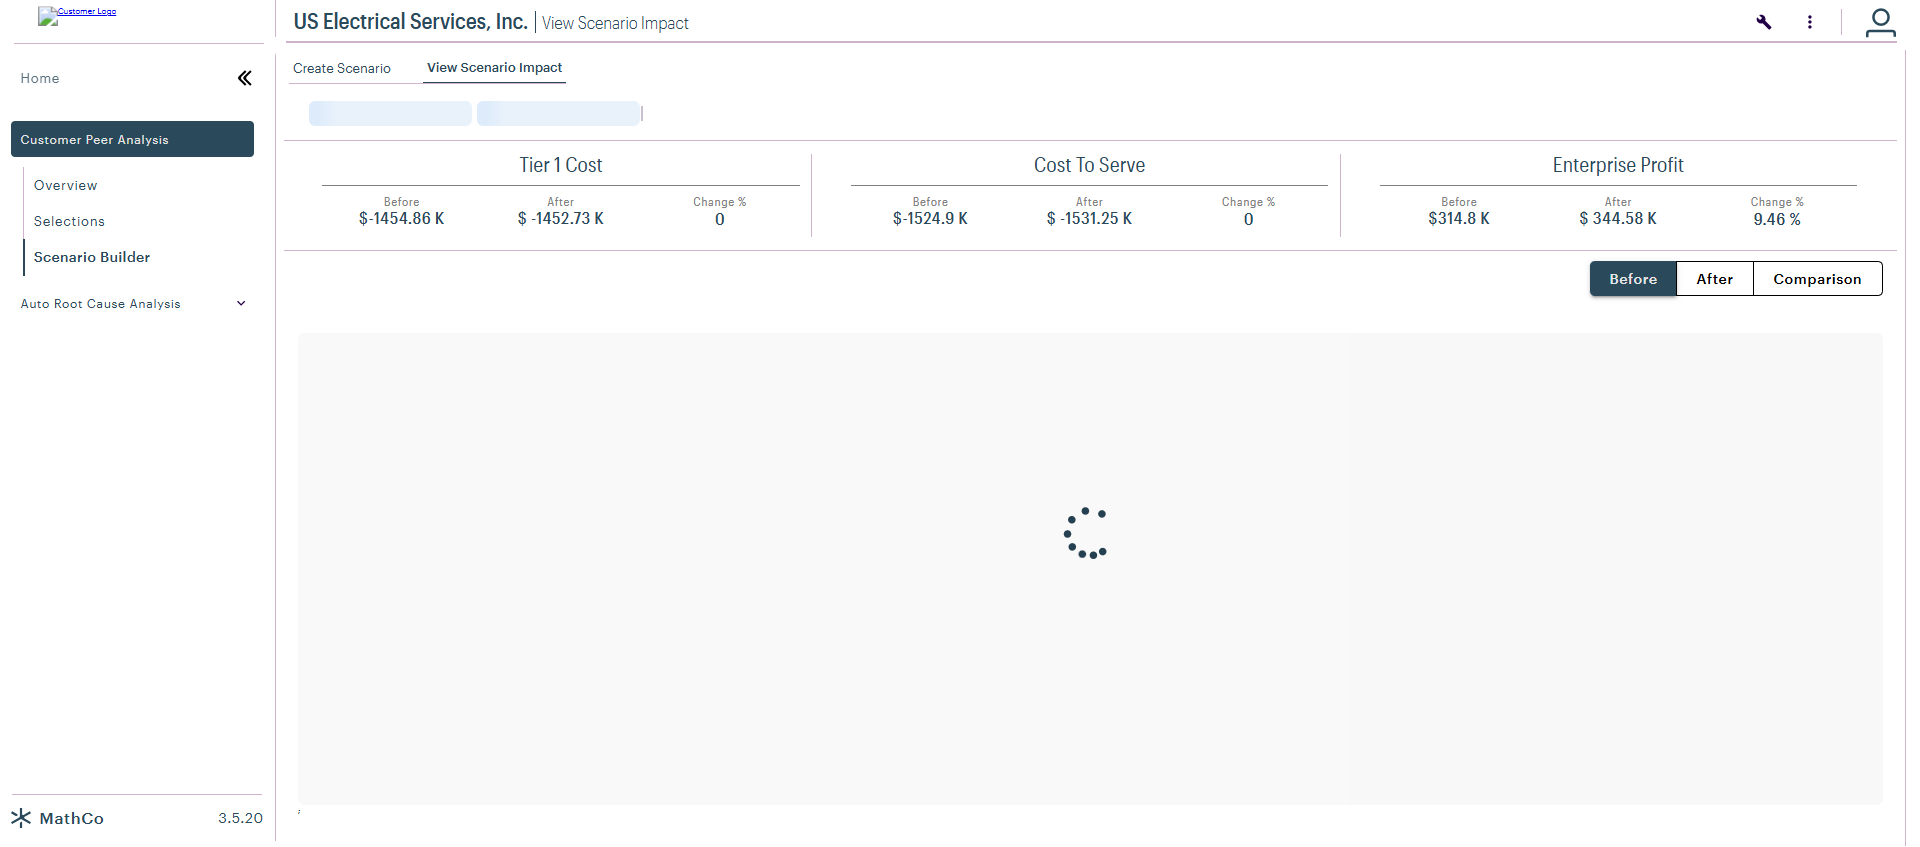 Customer Logo
US Electrical Services, Inc. | View Scenario Impact
Home
Create Scenario
View Scenario Impact
Customer Peer Analysis
Overview
Selections
Scenario Builder
Auto Root Cause Analysis
Tier 1 Cost
Before After Change %
$-1454.86 K $ -1452.73 K 0
Cost To Serve
Before After Change %
$-1524.9 K $ -1531.25 K 0
Enterprise Profit
Before After Change %
$314.8 K $ 344.58 K 9.46 %
Before After Comparison
MathCo 3.5.20